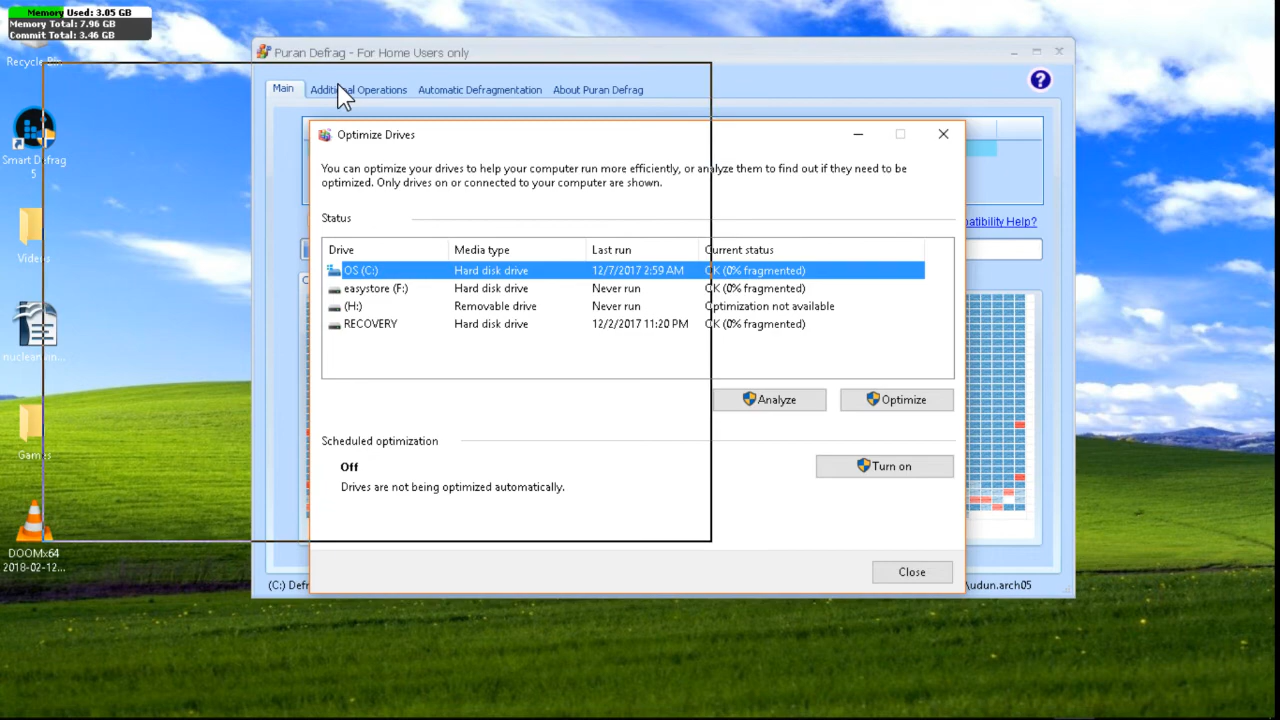 Memory Used: 3.05 GB
Memory Total: 7.96 GB
Commit Total: 3.46 GB
Recycle Bin
Smart Defrag
5
Videos
Games
DOOMx64
2018-02-12...
Puran Defrag - For Home Users only
Main
Additional Operations
Automatic Defragmentation
About Puran Defrag
?
atibility Help?
Optimize Drives
You can optimize your drives to help your computer run more efficiently, or analyze them to find out if they need to be
optimized. Only drives on or connected to your computer are shown.
Status
Drive Media type Last run Current status
OS (C:) Hard disk drive 12/7/2017 2:59 AM OK (0% fragmented)
easystore (F:) Hard disk drive Never run OK (0% fragmented)
(H:) Removable drive Never run Optimization not available
RECOVERY Hard disk drive 12/2/2017 11:20 PM OK (0% fragmented)
Analyze
Optimize
Scheduled optimization
Off
Drives are not being optimized automatically.
Turn on
Close
(C:) Defr
\udun.arch05